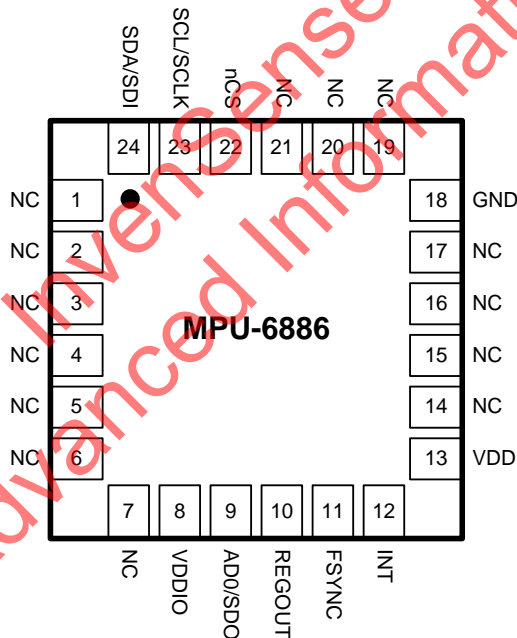 SDA/SDI
SCL/SCLK
nCS
NC
NC
NC
24
23
22
21
20
19
NC 1
NC 2
NC 3
NC 4
NC 5
NC 6
18 GND
17 NC
16 NC
15 NC
14 NC
13 VDD
MPU-6886
7
8
9
10
11
12
NC
VDDIO
AD0/SDO
REGOUT
FSYNC
INT
InvenSense
Advanced Informat